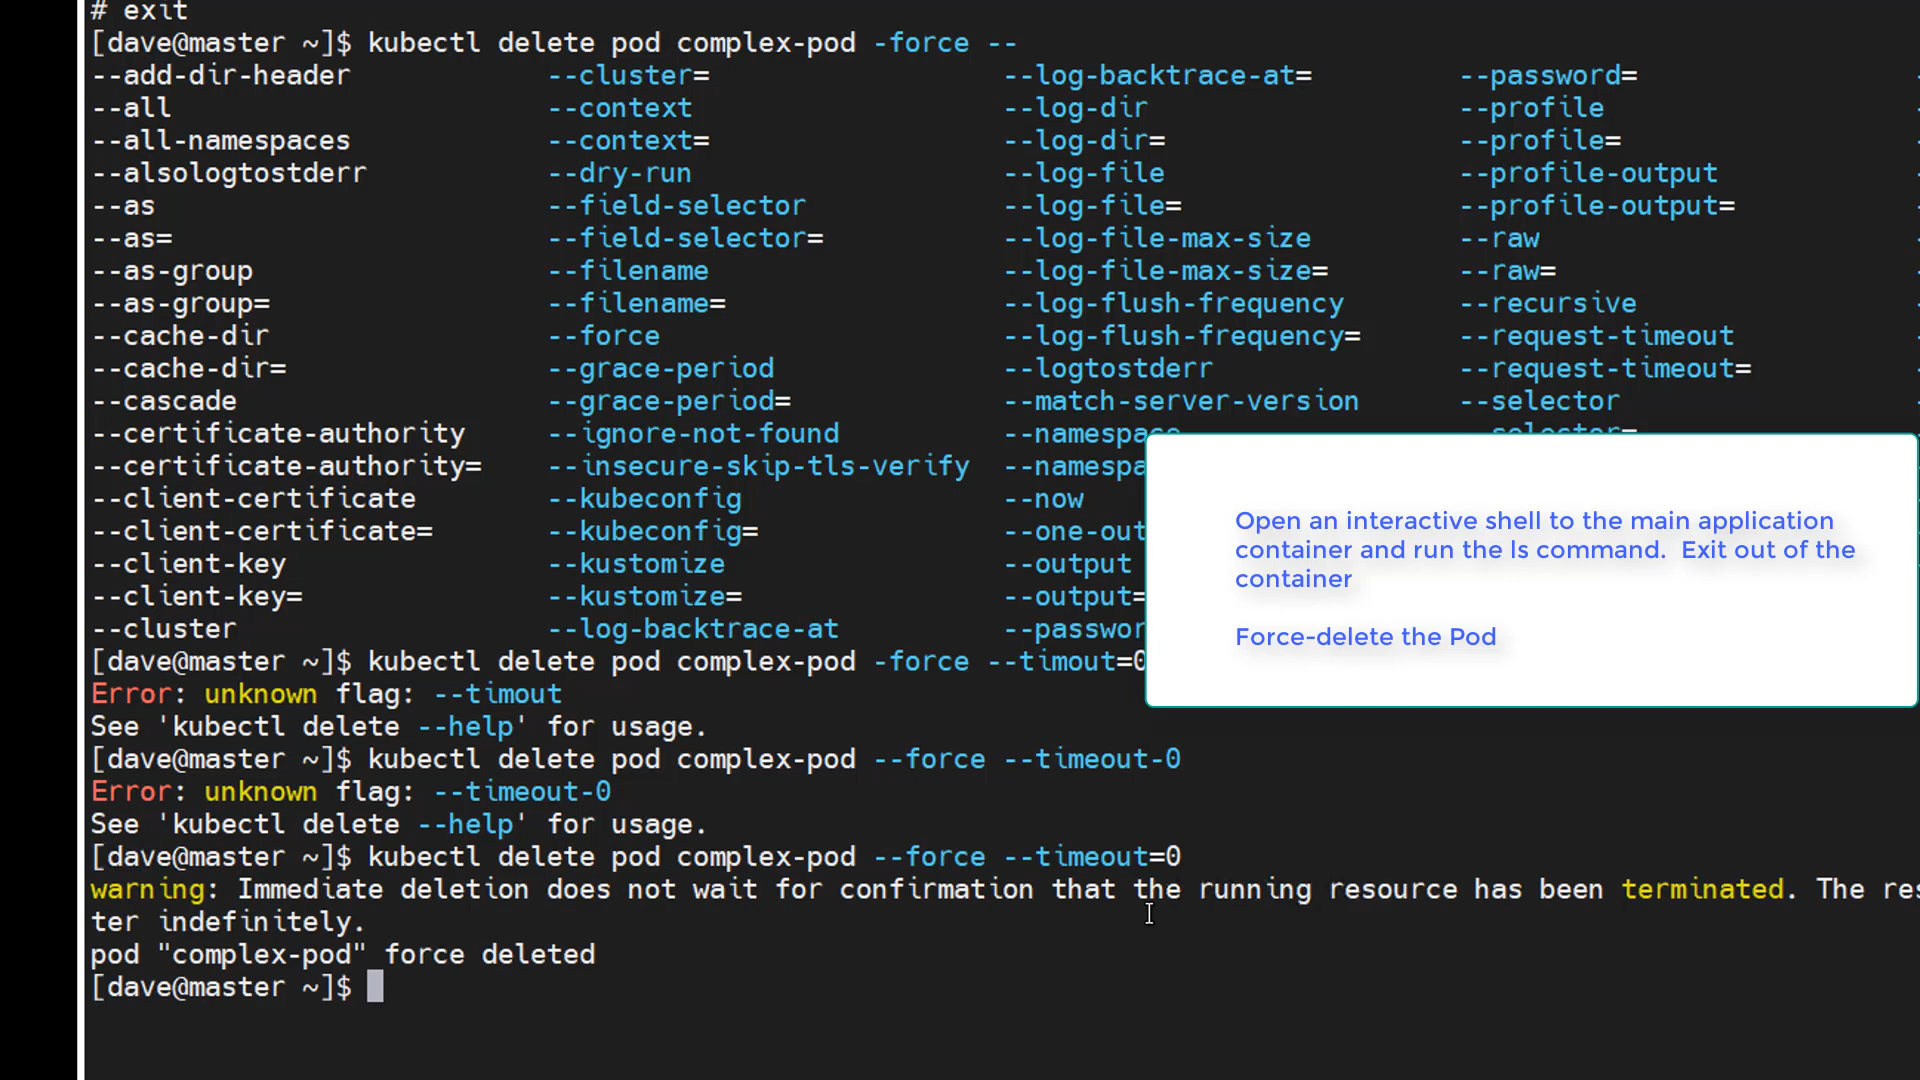 # exit
[dave@master ~]$ kubectl delete pod complex-pod -force --
--add-dir-header --cluster= --log-backtrace-at= --password=
--all --context --log-dir --profile
--all-namespaces --context= --log-dir= --profile=
--alsologtostderr --dry-run --log-file --profile-output
--as --field-selector --log-file= --profile-output=
--as= --field-selector= --log-file-max-size --raw
--as-group --filename --log-file-max-size= --raw=
--as-group= --filename= --log-flush-frequency --recursive
--cache-dir --force --log-flush-frequency= --request-timeout
--cache-dir= --grace-period --logtostderr --request-timeout=
--cascade --grace-period= --match-server-version --selector
--certificate-authority --ignore-not-found --namespace --selector=
--certificate-authority= --insecure-skip-tls-verify --namespa
--client-certificate --kubeconfig --now
--client-certificate= --kubeconfig= --one-out
--client-key --kustomize --output
--client-key= --kustomize= --output=
--cluster --log-backtrace-at --passwor
[dave@master ~]$ kubectl delete pod complex-pod -force --timout=0
Error: unknown flag: --timout
See 'kubectl delete --help' for usage.
[dave@master ~]$ kubectl delete pod complex-pod --force --timeout-0
Error: unknown flag: --timeout-0
See 'kubectl delete --help' for usage.
[dave@master ~]$ kubectl delete pod complex-pod --force --timeout=0
warning: Immediate deletion does not wait for confirmation that the running resource has been terminated. The res
ter indefinitely.
pod "complex-pod" force deleted
[dave@master ~]$
Open an interactive shell to the main application
container and run the ls command. Exit out of the
container
Force-delete the Pod